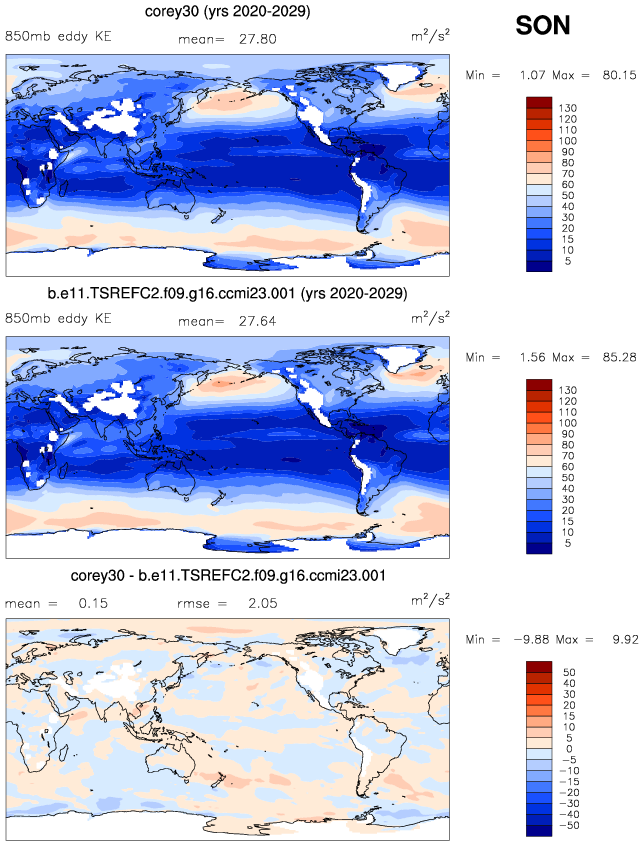 corey30 (yrs 2020-2029)
SON
850mb eddy KE
mean= 27.80
m²/s²
Min = 1.07 Max = 80.15
130
120
110
100
90
80
70
60
50
40
30
20
15
10
5
b.e11.TSREFC2.f09.g16.ccmi23.001 (yrs 2020-2029)
850mb eddy KE
mean= 27.64
m²/s²
Min = 1.56 Max = 85.28
130
120
110
100
90
80
70
60
50
40
30
20
15
10
5
corey30 - b.e11.TSREFC2.f09.g16.ccmi23.001
mean = 0.15
rmse = 2.05
m²/s²
Min = -9.88 Max = 9.92
50
40
30
20
15
10
5
0
-5
-10
-15
-20
-30
-40
-50